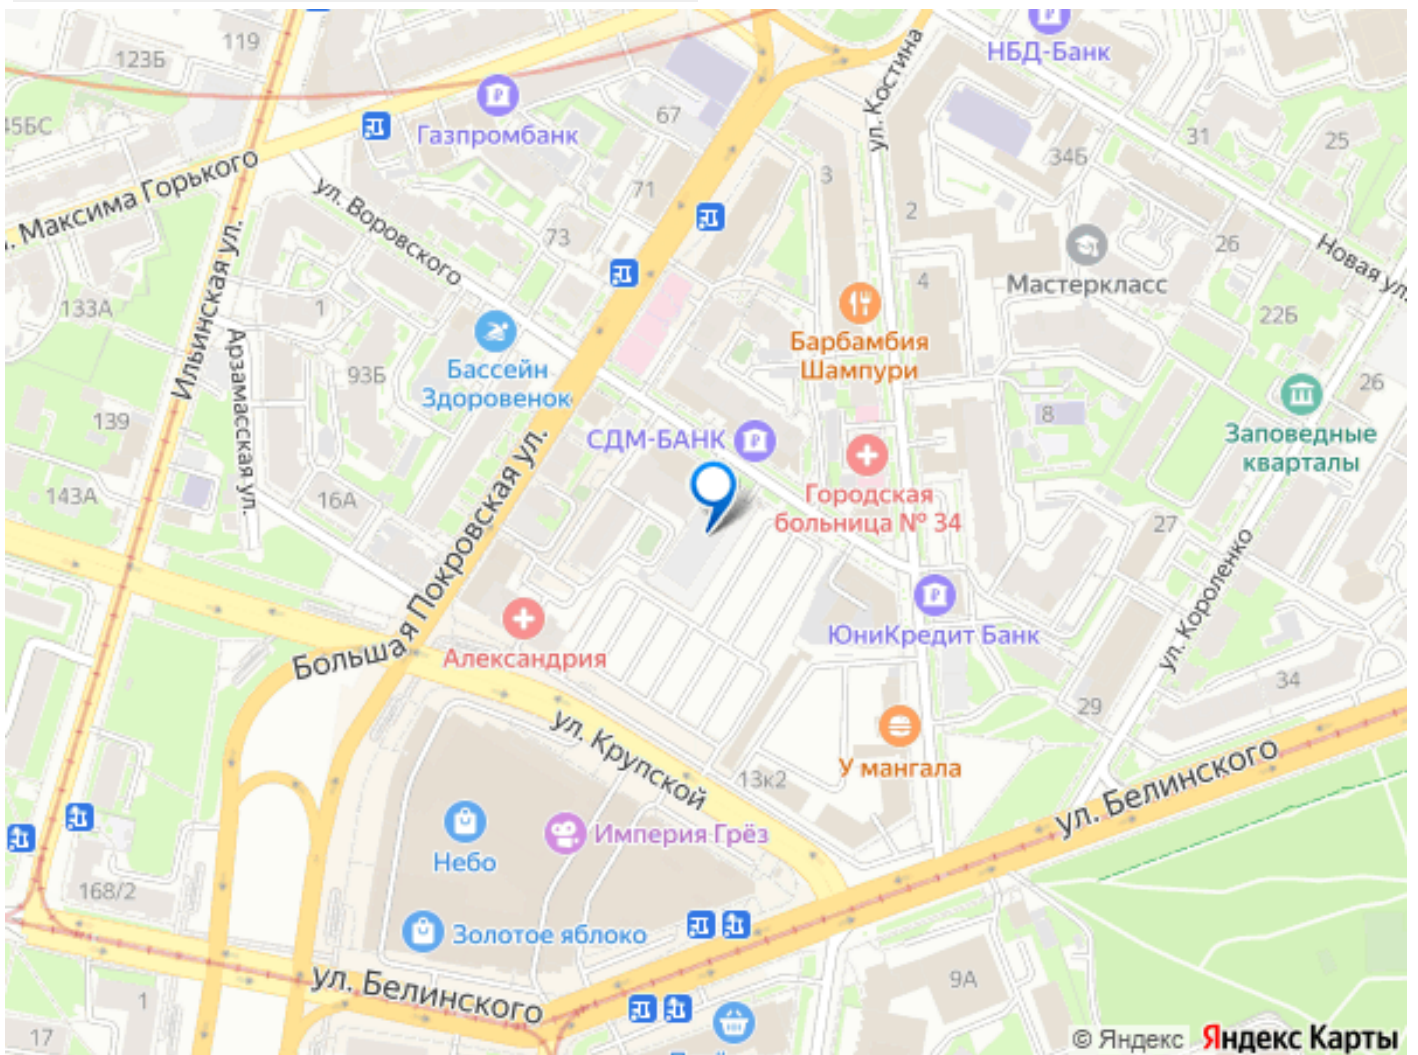 119
123Б
НБД-Банк
ул. Костина
45БС
Газпромбанк
67
31
25
34Б
. Максима Горького
ул. Воровского
71
3
2
73
26
Новая ул.
Ильинская ул.
133А
1
Мастеркласс
4
22Б
Арзамасская ул.
Барбамбия
Шампури
Бассейн
Здоровенок
93Б
26
139
8
СДМ-БАНК
Заповедные
кварталы
143А
16А
Большая Покровская ул.
Городская
больница № 34
27
ул. Короленко
ЮниКредит Банк
Александрия
34
29
ул. Крупской
13к2
У мангала
ул. Белинского
Небо
Империя Грёз
168/2
Золотое яблоко
ул. Белинского
9А
1
17
© Яндекс Яндекс Карты